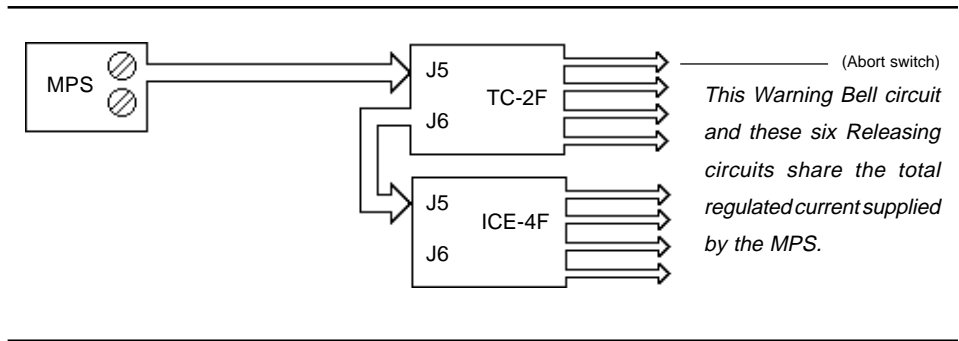 MPS
J5
TC-2F
J6
J5
ICE-4F
J6
(Abort switch)
This Warning Bell circuit
and these six Releasing
circuits share the total
regulated current supplied
by the MPS.